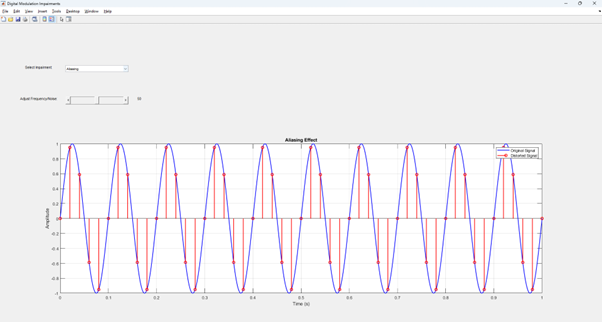 Digital Modulation Impairments
File Edit View Insert Tools Desktop Window Help
Select Impairment
Aliasing
Adjust Frequency/Noise:
50
Aliasing Effect
Original Signal
Distorted Signal
1
0.8
0.6
0.4
0.2
0
-0.2
-0.4
-0.6
-0.8
-1
Amplitude
0 0.1 0.2 0.3 0.4 0.5 0.6 0.7 0.8 0.9 1
Time (s)